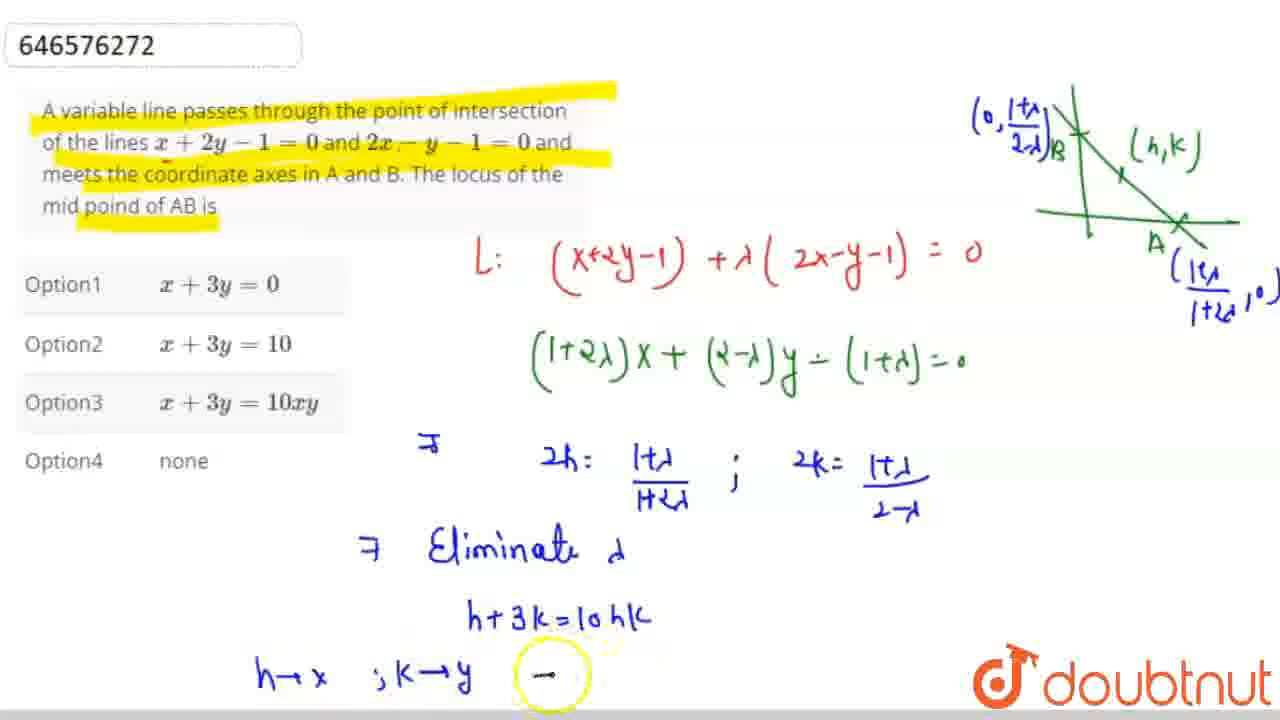 646576272
A variable line passes through the point of intersection
of the lines x + 2y − 1 = 0 and 2x − y − 1 = 0 and
meets the coordinate axes in A and B. The locus of the
mid poind of AB is
Option1 x + 3y = 0
Option2 x + 3y = 10
Option3 x + 3y = 10xy
Option4 none
(0, (1+λ)/(2-λ))
B
(h,k)
A
((1+λ)/(1+2λ), 0)
L: (x+2y-1) + λ(2x-y-1) = 0
(1+2λ)x + (2-λ)y - (1+λ) = 0
⇒ 2h = (1+λ)/(1+2λ) ; 2k = (1+λ)/(2-λ)
⇒ Eliminate λ
h+3k=10hk
h→x ; k→y
doubtnut